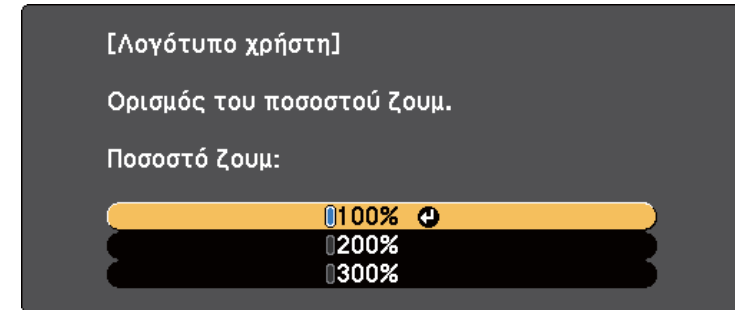 [Λογότυπο χρήστη]
Ορισμός του ποσοστού ζουμ.
Ποσοστό ζουμ:
100%
200%
300%